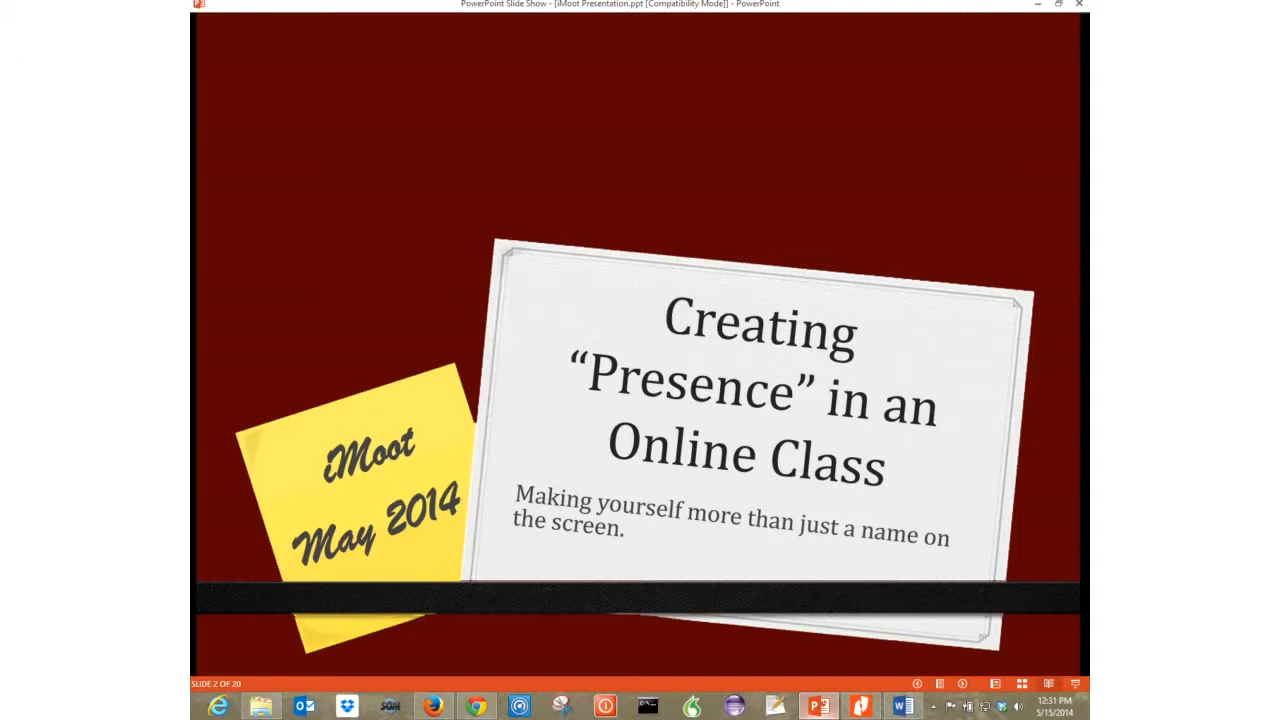 PowerPoint Slide Show - [iMoot Presentation.ppt [Compatibility Mode]] - PowerPoint
Creating
“Presence” in an
Online Class
Making yourself more than just a name on
the screen.
iMoot
May 2014
SLIDE 2 OF 20
SGM
12:31 PM
5/15/2014